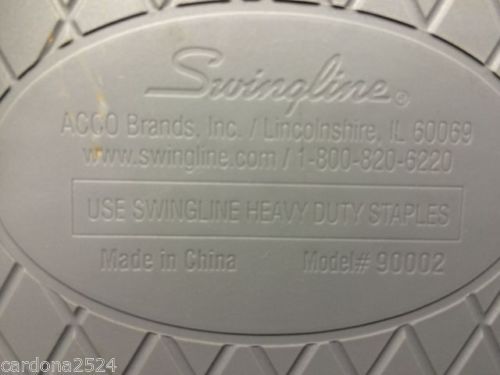 Swingline®
ACCO Brands, Inc. / Lincolnshire, IL 60069
www.swingline.com / 1-800-820-6220
USE SWINGLINE HEAVY DUTY STAPLES
Made in China Model# 90002
cardona2524